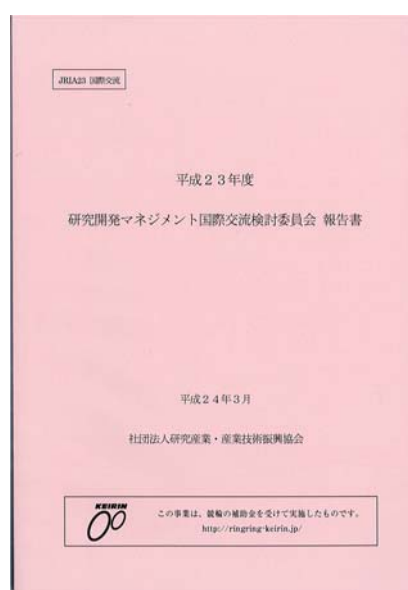 JRIA23 国際交流
平成23年度
研究開発マネジメント国際交流検討委員会 報告書
平成24年3月
社団法人研究産業・産業技術振興協会
KEIRIN
この事業は、競輪の補助金を受けて実施したものです。
http://ringring-keirin.jp/